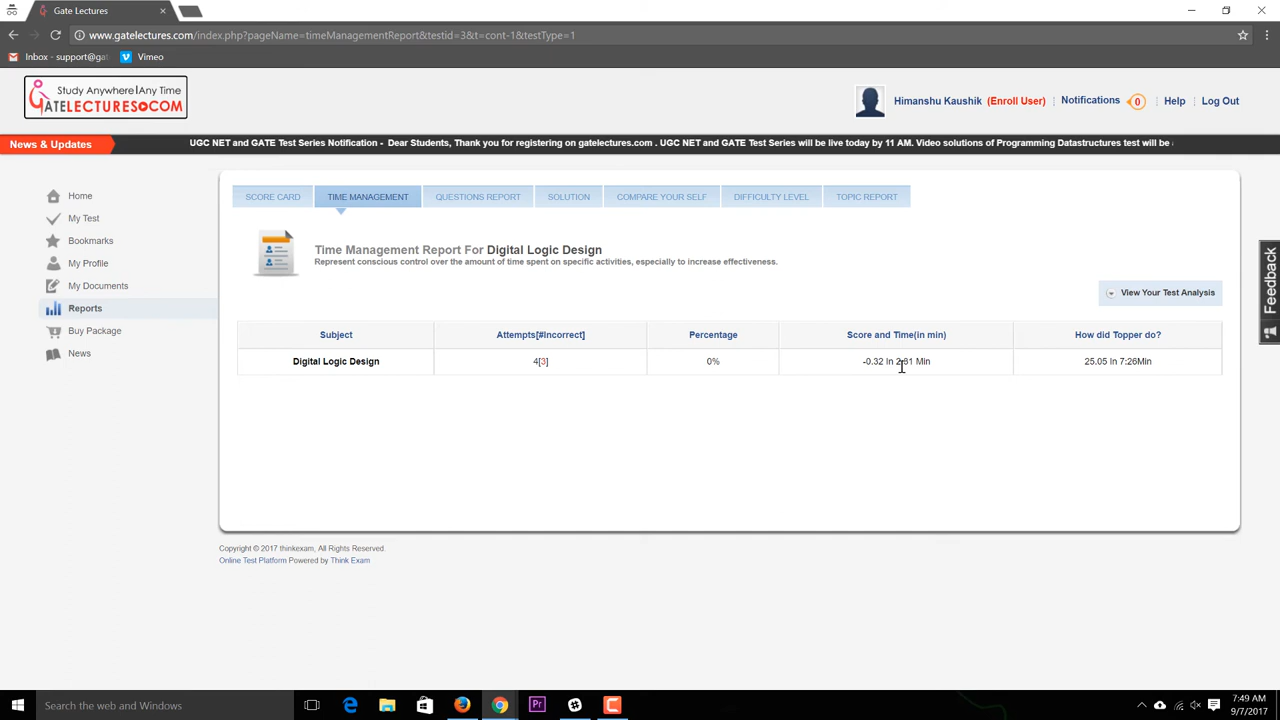 Gate Lectures
www.gatelectures.com/index.php?pageName=timeManagementReport&testid=3&t=cont-1&testType=1
Inbox - support@gat
Vimeo
Study Anywhere|Any Time
GATELECTURES.COM
Himanshu Kaushik (Enroll User)
Notifications 0
Help
Log Out
News & Updates
UGC NET and GATE Test Series Notification - Dear Students, Thank you for registering on gatelectures.com . UGC NET and GATE Test Series will be live today by 11 AM. Video solutions of Programming Datastructures test will be
Home
My Test
Bookmarks
My Profile
My Documents
Reports
Buy Package
News
SCORE CARD
TIME MANAGEMENT
QUESTIONS REPORT
SOLUTION
COMPARE YOUR SELF
DIFFICULTY LEVEL
TOPIC REPORT
Time Management Report For Digital Logic Design
Represent conscious control over the amount of time spent on specific activities, especially to increase effectiveness.
View Your Test Analysis
Subject Attempts[#Incorrect] Percentage Score and Time(in min) How did Topper do?
Digital Logic Design 4[3] 0% -0.32 In Min 25.05 In 7:26Min
Feedback
Copyright © 2017 thinkexam, All Rights Reserved.
Online Test Platform Powered by Think Exam
Search the web and Windows
Pr
7:49 AM
9/7/2017